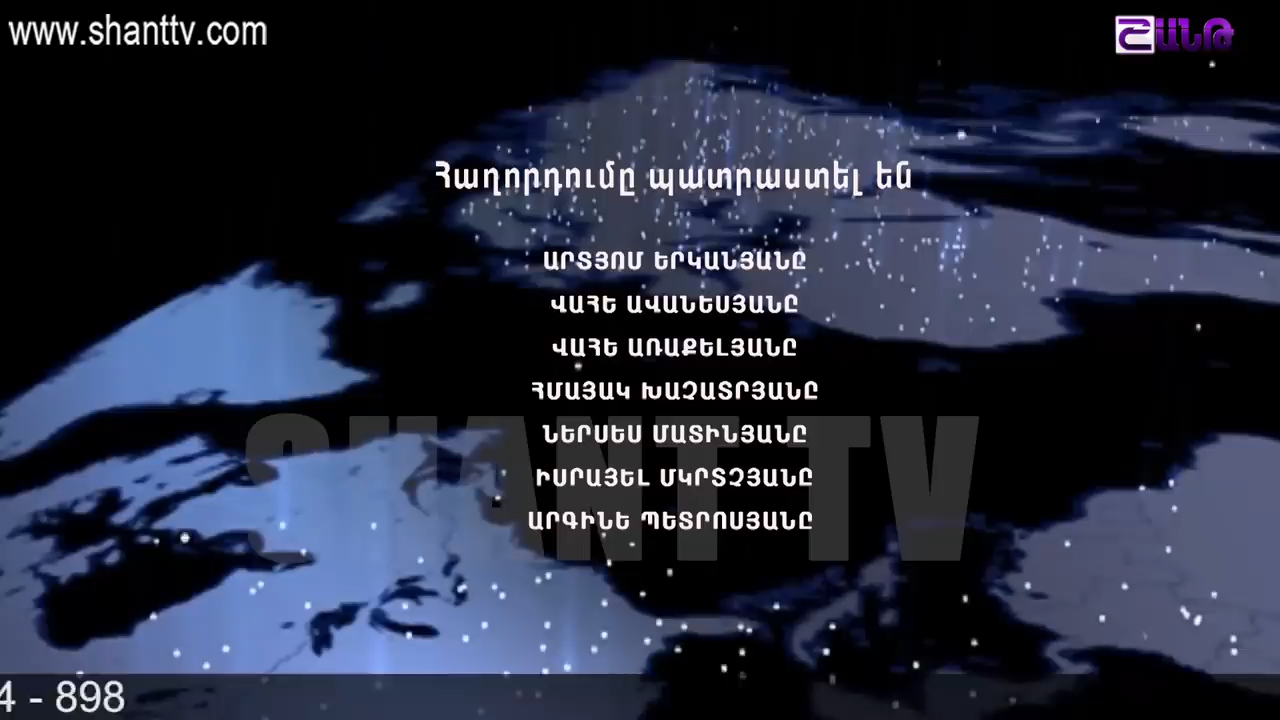 www.shanttv.com
ՇԱՆԹ
Հաղորդումը պատրաստել են
ԱՐՏՅՈՄ ԵՐԿԱՆՅԱՆԸ
ՎԱՀԵ ԱՎԱՆԵՍՅԱՆԸ
ՎԱՀԵ ԱՌԱՔԵԼՅԱՆԸ
ՀՄԱՅԱԿ ԽԱՉԱՏՐՅԱՆԸ
ՆԵՐՍԵՍ ՄԱՏԻՆՅԱՆԸ
ԻՍՐԱՅԵԼ ՄԿՐՏՉՅԱՆԸ
ԱՐԳԻՆԵ ՊԵՏՐՈՍՅԱՆԸ
SHANT TV
4 - 898